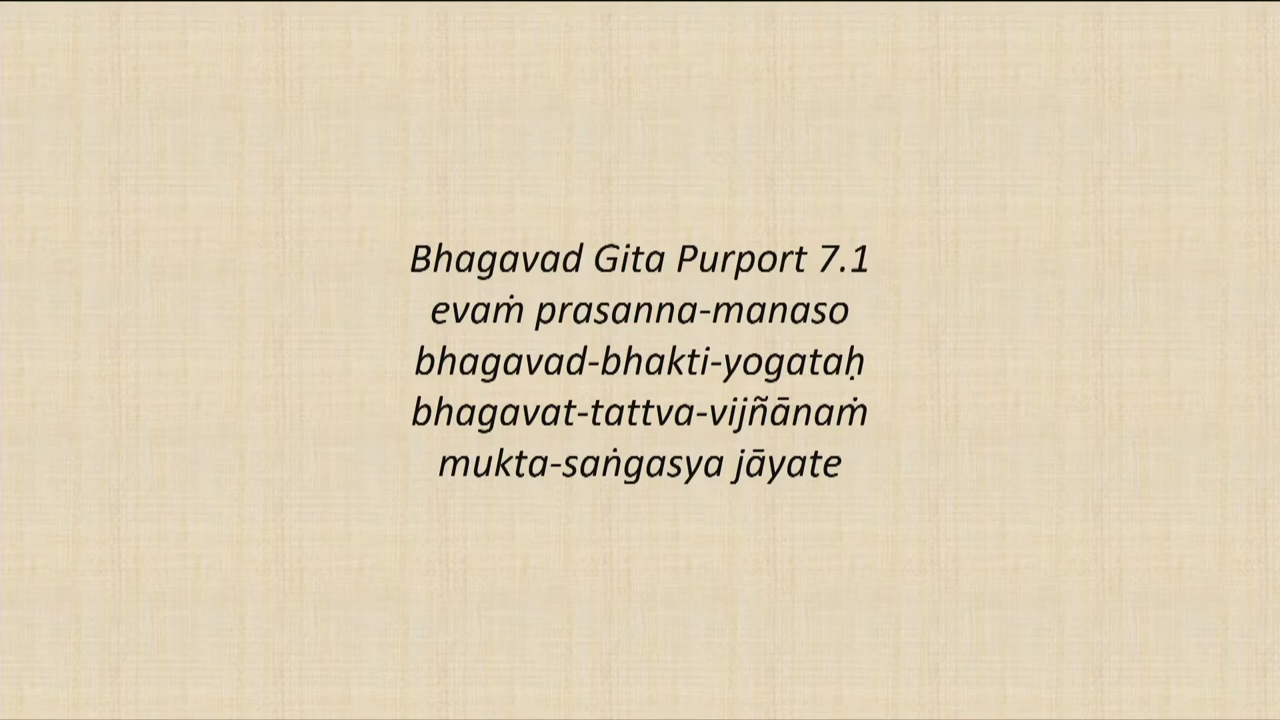 Bhagavad Gita Purport 7.1
evaṁ prasanna-manaso
bhagavad-bhakti-yogataḥ
bhagavat-tattva-vijñānaṁ
mukta-saṅgasya jāyate